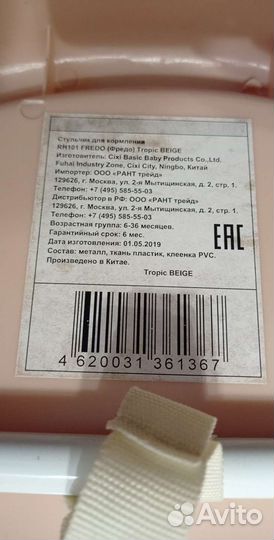 Стульчик для кормления
RH101 FREDO (Фредо) Tropic BEIGE
Изготовитель: Cixi Basic Baby Products Co.,Ltd.
Fuhai Industry Zone, Cixi City, Ningbo, Китай
Импортер: ООО «РАНТ трейд»
129626, г. Москва, ул. 2-я Мытищинская, д. 2, стр. 1.
Телефон: +7 (495) 585-55-03
Дистрибьютор в РФ: ООО «РАНТ трейд»
129626, г. Москва, ул. 2-я Мытищинская, д. 2, стр. 1.
Телефон: +7 (495) 585-55-03
Возрастная группа: 6-36 месяцев.
Гарантийный срок: 6 мес.
Дата изготовления: 01.05.2019
Состав: металл, ткань пластик, клеенка PVC.
Произведено в Китае.
EAC
Tropic BEIGE
4 620031 361367
Avito